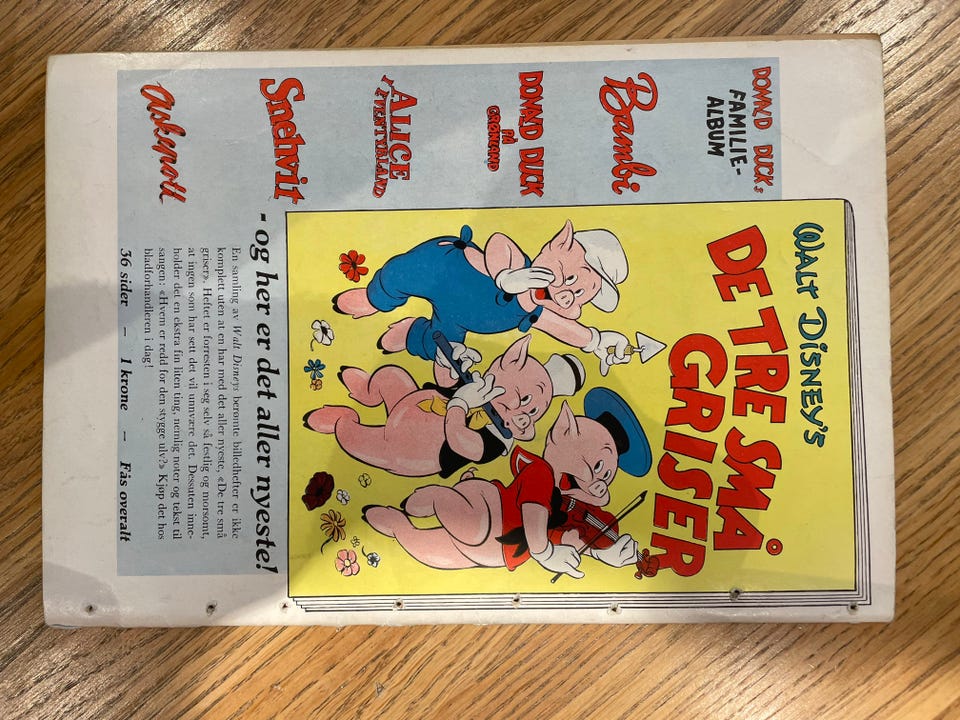 DONALD DUCK's
FAMILIE-
ALBUM
Bambi
DONALD DUCK
PÅ
GRØNLAND
ALICE
I EVENTYRLAND
Snehvit
Askepott
WALT DISNEY'S
DE TRE SMÅ
GRISER
- og her er det aller nyeste!
En samling av Walt Disneys berømte billedhefter er ikke
komplett uten at en har med det aller nyeste, «De tre små
griser». Heftet er forresten i seg selv så festlig og morsomt,
at ingen som har sett det vil unnvære det. Dessuten inne-
holder det en ekstra fin liten ting, nemlig noter og tekst til
sangen: «Hvem er redd for den stygge ulv?» Kjøp det hos
bladforhandleren i dag!
36 sider – 1 krone – Fås overalt